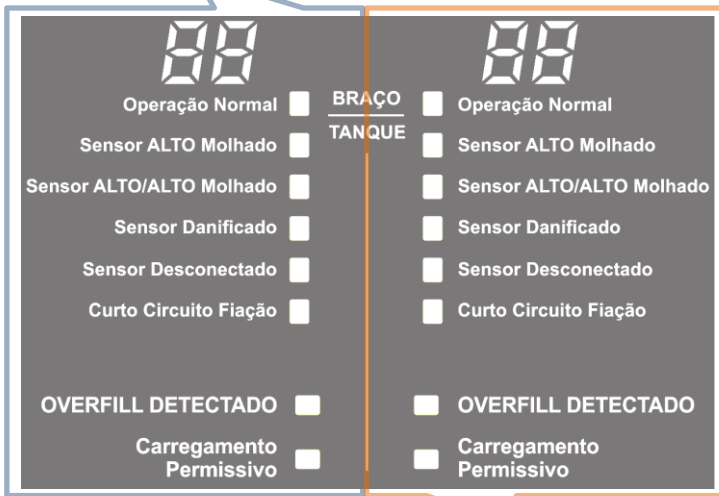 88 88
Operação Normal BRAÇO Operação Normal
Sensor ALTO Molhado TANQUE Sensor ALTO Molhado
Sensor ALTO/ALTO Molhado Sensor ALTO/ALTO Molhado
Sensor Danificado Sensor Danificado
Sensor Desconectado Sensor Desconectado
Curto Circuito Fiação Curto Circuito Fiação
OVERFILL DETECTADO OVERFILL DETECTADO
Carregamento Carregamento
Permissivo Permissivo